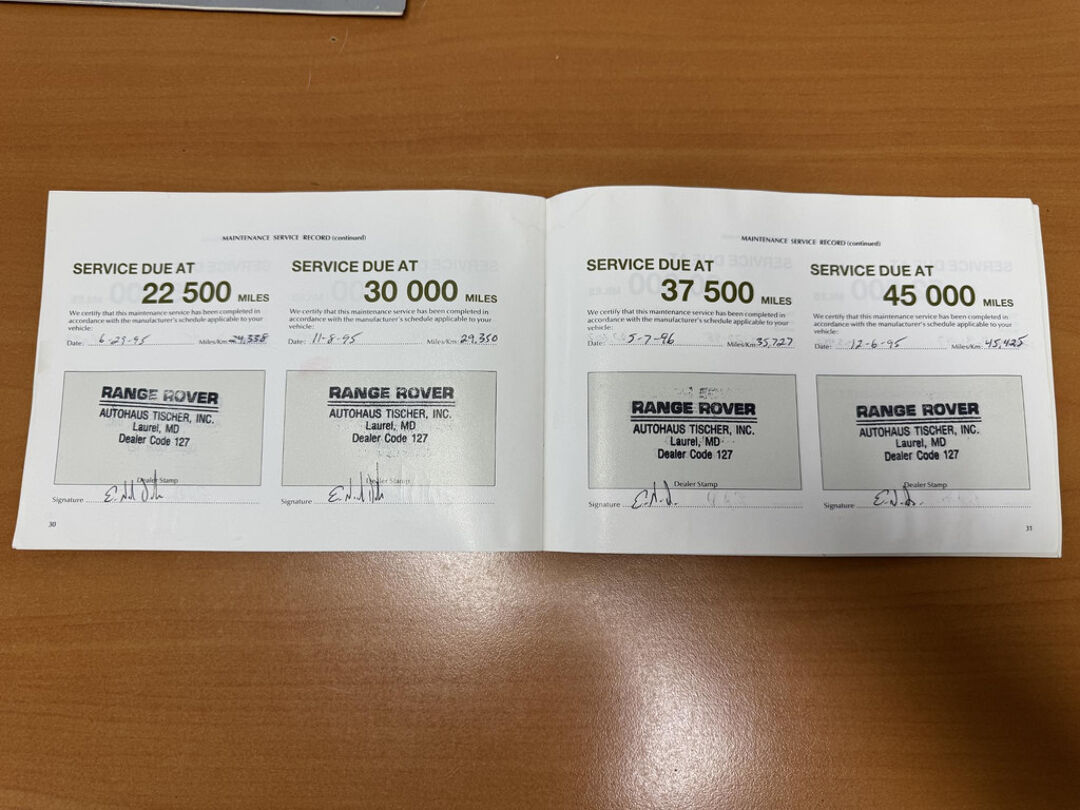 MAINTENANCE SERVICE RECORD (continued)
SERVICE DUE AT
22 500 MILES
We certify that this maintenance service has been completed in
accordance with the manufacturer's schedule applicable to your
vehicle:
Date: 6-29-95 Miles/Km: 24,358
RANGE ROVER
AUTOHAUS TISCHER, INC.
Laurel, MD
Dealer Code 127
Dealer Stamp
Signature
SERVICE DUE AT
30 000 MILES
We certify that this maintenance service has been completed in
accordance with the manufacturer's schedule applicable to your
vehicle:
Date: 11-8-95 Miles/Km: 29,350
RANGE ROVER
AUTOHAUS TISCHER, INC.
Laurel, MD
Dealer Code 127
Dealer Stamp
Signature
30
MAINTENANCE SERVICE RECORD (continued)
SERVICE DUE AT
37 500 MILES
We certify that this maintenance service has been completed in
accordance with the manufacturer's schedule applicable to your
vehicle:
Date: 5-7-96 Miles/Km: 35,727
RANGE ROVER
AUTOHAUS TISCHER, INC.
Laurel, MD
Dealer Code 127
Dealer Stamp
Signature
SERVICE DUE AT
45 000 MILES
We certify that this maintenance service has been completed in
accordance with the manufacturer's schedule applicable to your
vehicle:
Date: 12-6-95 Miles/Km: 45,425
RANGE ROVER
AUTOHAUS TISCHER, INC.
Laurel, MD
Dealer Code 127
Dealer Stamp
Signature
31